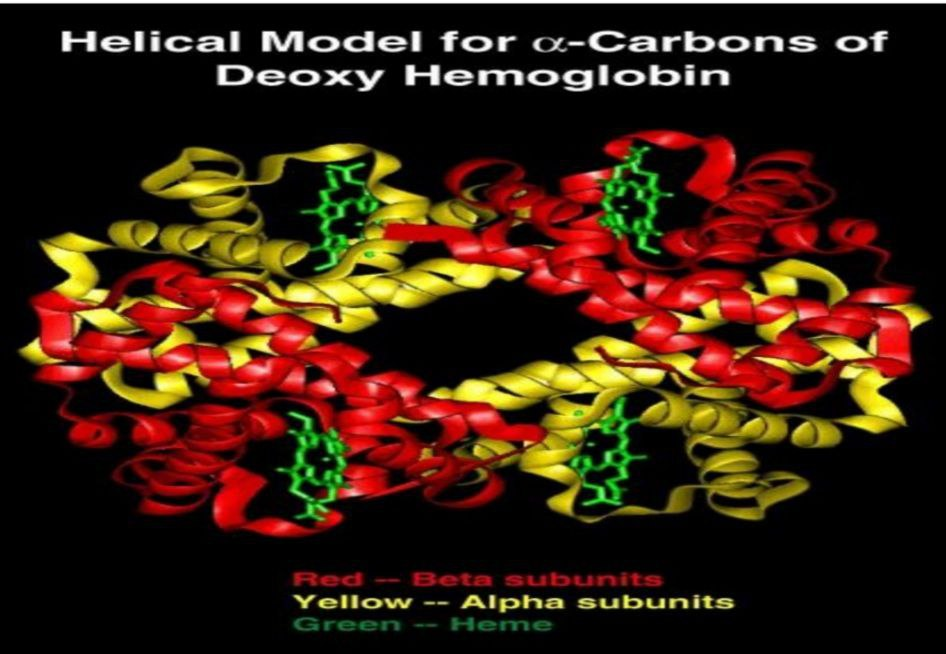 Helical Model for α-Carbons of
Deoxy Hemoglobin
Red -- Beta subunits
Yellow -- Alpha subunits
Green -- Heme